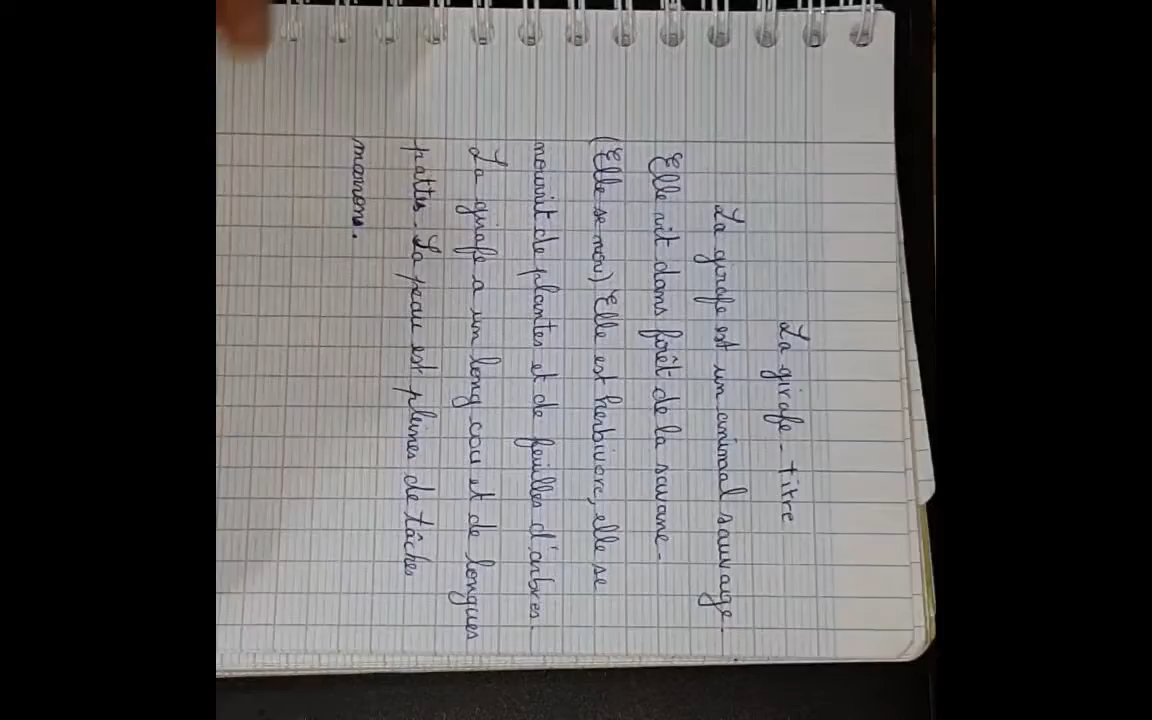 La girafe - titre
La girafe est un animal sauvage.
Elle vit dans forêt de la savane.
(Elle se nou) Elle est herbivore, elle se
nourrit de plantes et de feuilles d'arbres.
La girafe a un long cou et de longues
pattes. La peau est pleines de tâches
marrons.